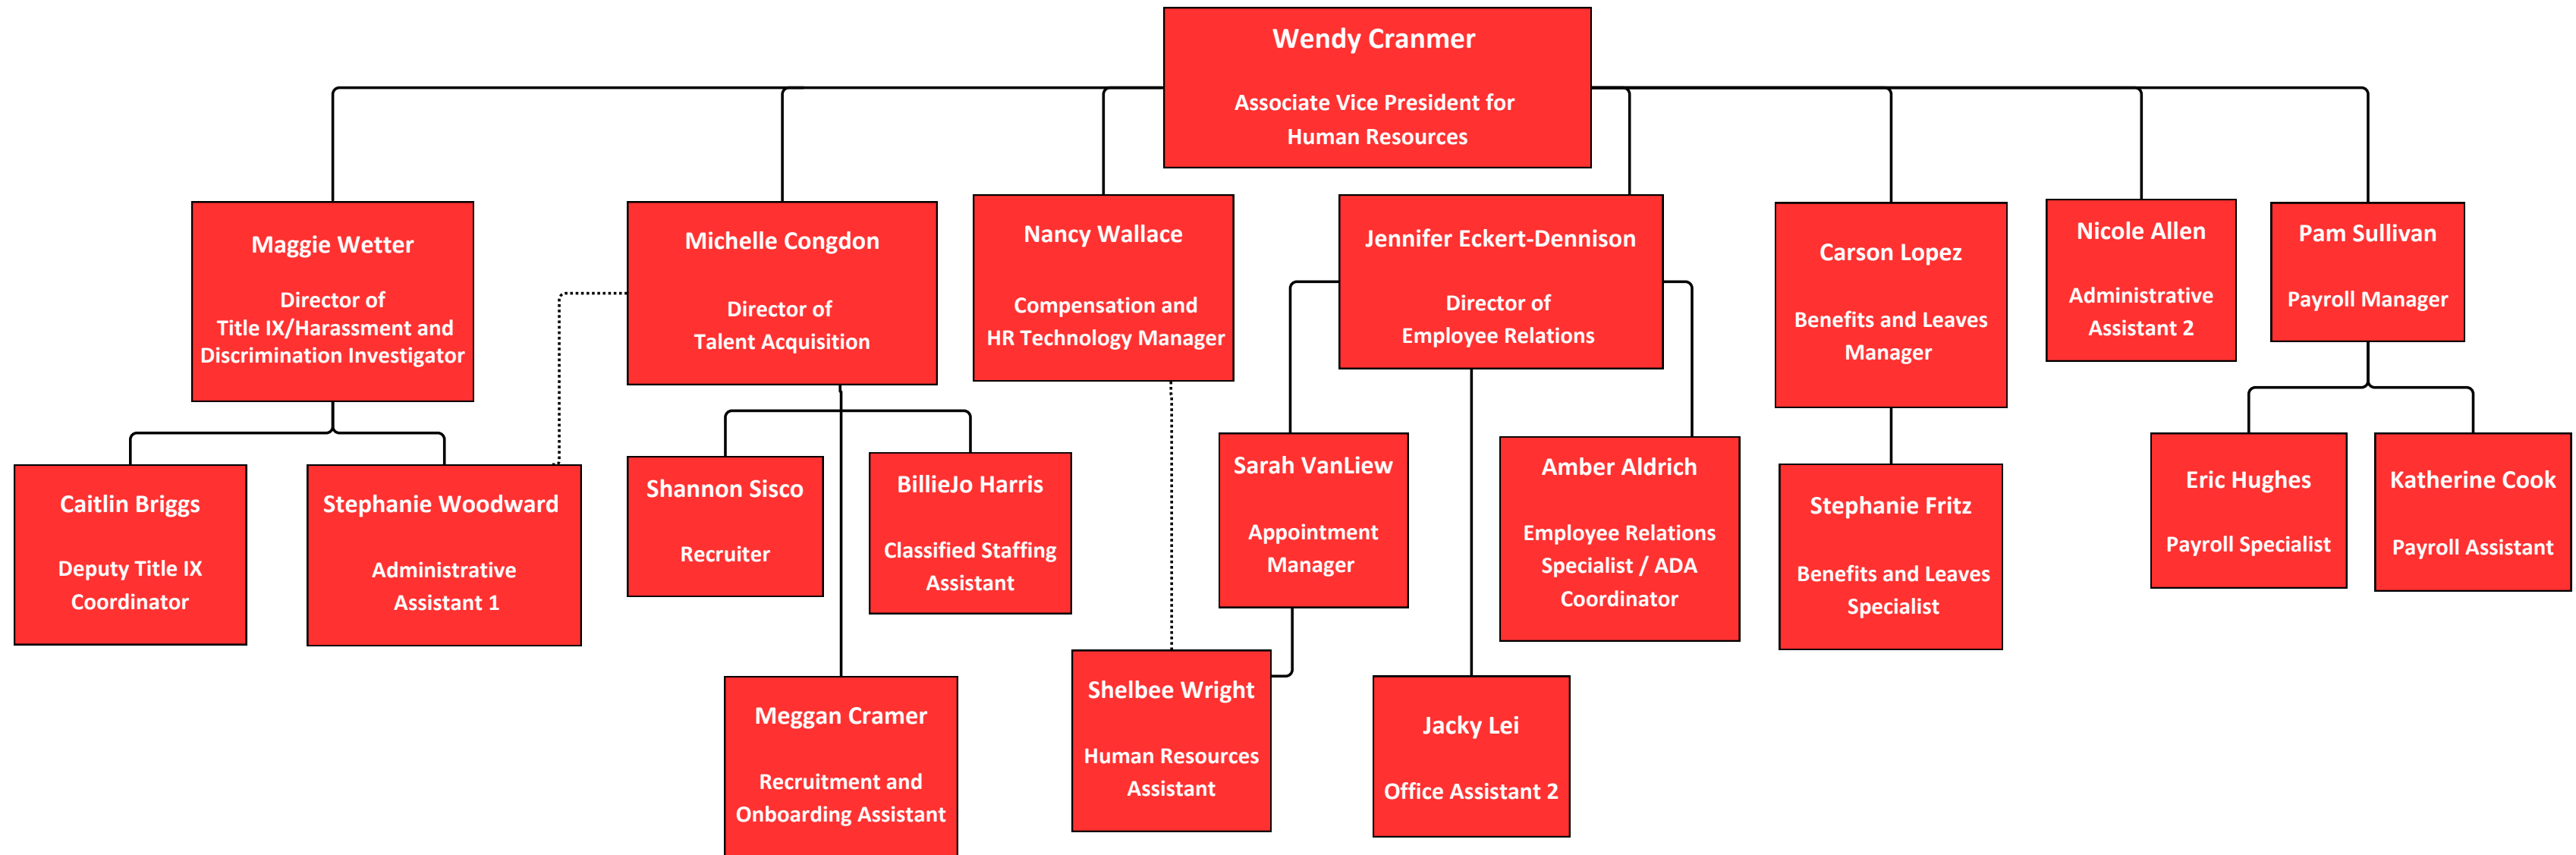 Wendy Cranmer
Associate Vice President for
Human Resources
Maggie Wetter
Director of
Title IX/Harassment and
Discrimination Investigator
Michelle Congdon
Director of
Talent Acquisition
Nancy Wallace
Compensation and
HR Technology Manager
Jennifer Eckert-Dennison
Director of
Employee Relations
Carson Lopez
Benefits and Leaves
Manager
Nicole Allen
Administrative
Assistant 2
Pam Sullivan
Payroll Manager
Caitlin Briggs
Deputy Title IX
Coordinator
Stephanie Woodward
Administrative
Assistant 1
Shannon Sisco
Recruiter
BillieJo Harris
Classified Staffing
Assistant
Sarah VanLiew
Appointment
Manager
Amber Aldrich
Employee Relations
Specialist / ADA
Coordinator
Stephanie Fritz
Benefits and Leaves
Specialist
Eric Hughes
Payroll Specialist
Katherine Cook
Payroll Assistant
Meggan Cramer
Recruitment and
Onboarding Assistant
Shelbee Wright
Human Resources
Assistant
Jacky Lei
Office Assistant 2